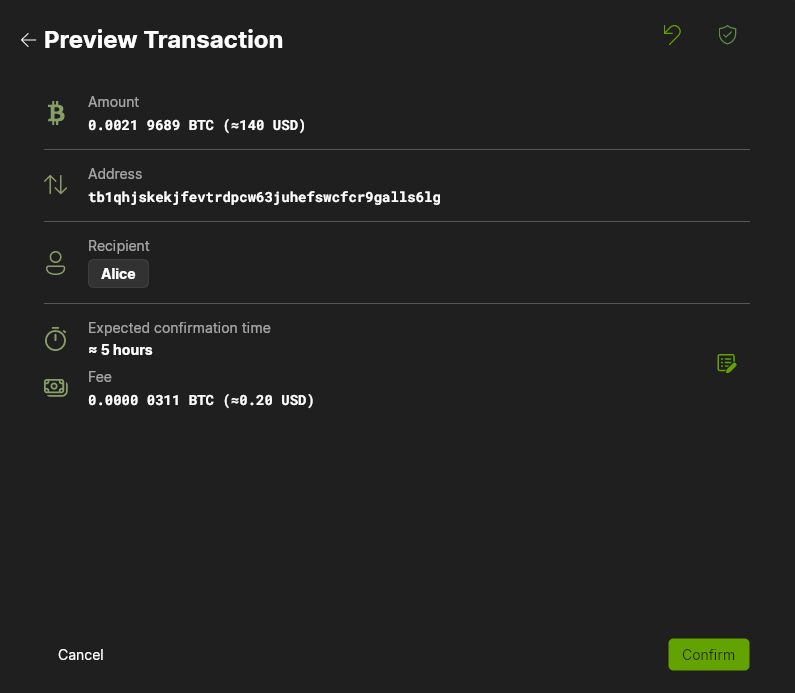 Preview Transaction
Amount
0.0021 9689 BTC (≈140 USD)
Address
tb1qhjskekjfevtrdpcw63juhefswcfcr9galls6lg
Recipient
Alice
Expected confirmation time
≈ 5 hours
Fee
0.0000 0311 BTC (≈0.20 USD)
Cancel
Confirm